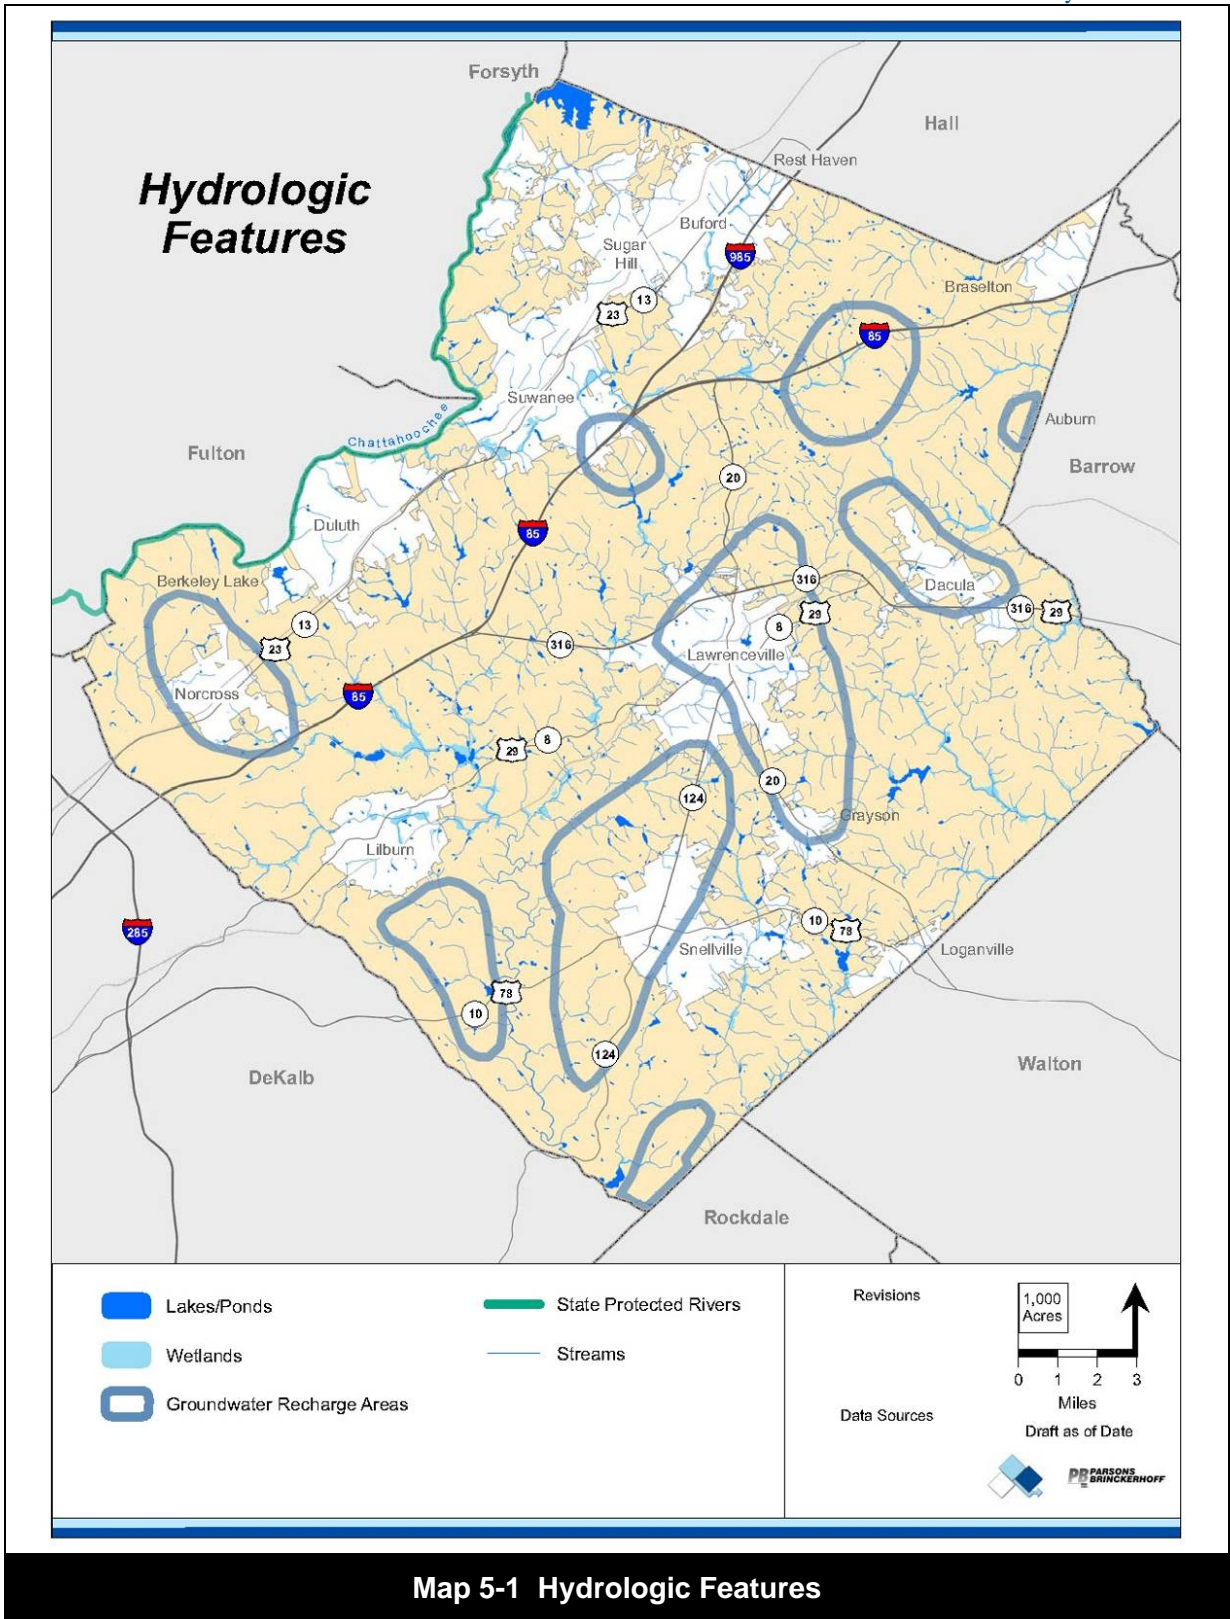 Forsyth
Hall
Hydrologic
Features
Rest Haven
Buford
Sugar
Hill
985
13
23
Braselton
85
Suwanee
Chattahoochee
Auburn
Fulton
Barrow
20
Duluth
85
Berkeley Lake
316
Dacula
316
29
29
13
8
23
316
Lawrenceville
Norcross
85
8
29
20
124
Grayson
Lilburn
10
78
285
Snellville
Loganville
78
10
124
DeKalb
Walton
Rockdale
Lakes/Ponds
State Protected Rivers
Wetlands
Streams
Groundwater Recharge Areas
Revisions
1,000
Acres
0 1 2 3
Miles
Data Sources
Draft as of Date
PB PARSONS
BRINCKERHOFF
Map 5-1 Hydrologic Features